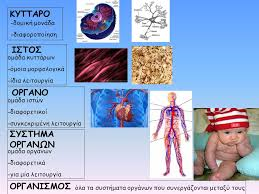 ΚΥΤΤΑΡΟ
-δομική μονάδα
-διαφοροποίηση
ΙΣΤΟΣ
ομάδα κυττάρων
-όμοια μορφολογικά
-ίδια λειτουργία
ΟΡΓΑΝΟ
ομάδα ιστών
-διαφορετικοί
-συγκεκριμένη λειτουργία
ΣΥΣΤΗΜΑ
ΟΡΓΑΝΩΝ
ομάδα οργάνων
-διαφορετικά
-για μία λειτουργία
ΟΡΓΑΝΙΣΜΟΣ όλα τα συστήματα οργάνων που συνεργάζονται μεταξύ τους